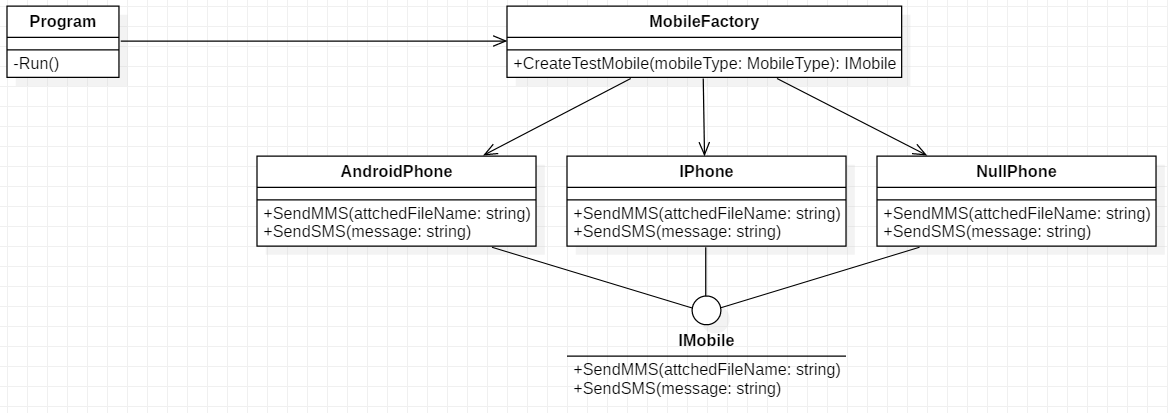 Program
-Run()
MobileFactory
+CreateTestMobile(mobileType: MobileType): IMobile
AndroidPhone
+SendMMS(attchedFileName: string)
+SendSMS(message: string)
IPhone
+SendMMS(attchedFileName: string)
+SendSMS(message: string)
NullPhone
+SendMMS(attchedFileName: string)
+SendSMS(message: string)
IMobile
+SendMMS(attchedFileName: string)
+SendSMS(message: string)